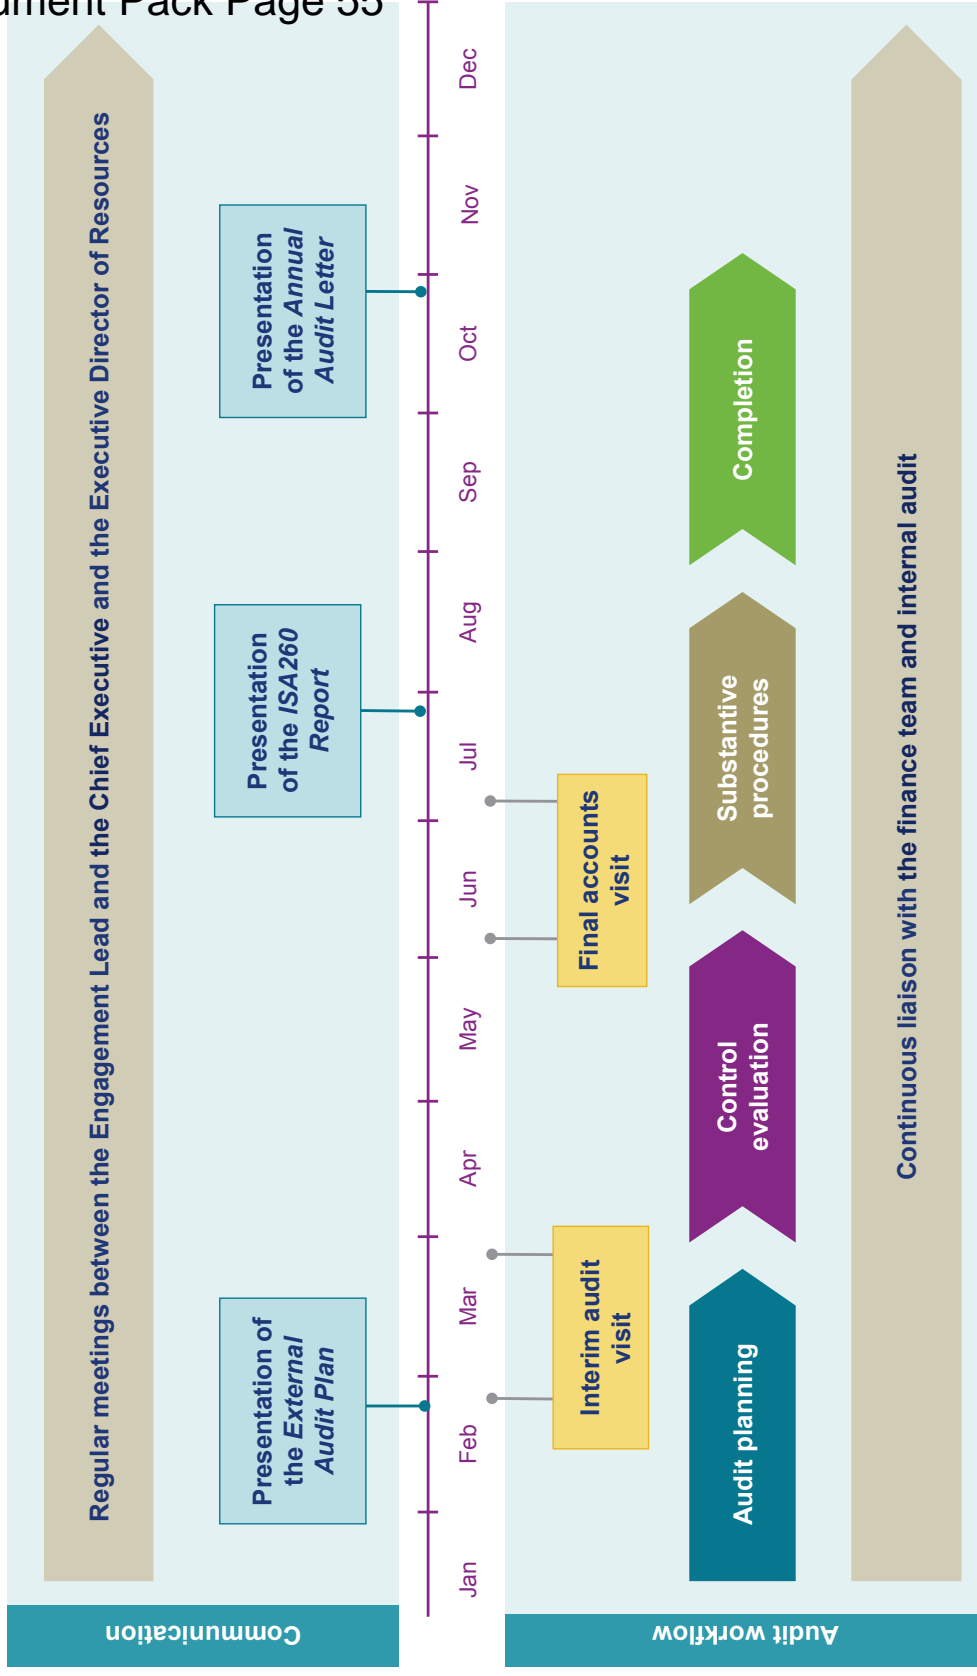 ument Pack Page 55
Communication
Regular meetings between the Engagement Lead and the Chief Executive and the Executive Director of Resources
Presentation of
the External
Audit Plan
Presentation
of the ISA260
Report
Presentation
of the Annual
Audit Letter
Jan
Feb
Mar
Apr
May
Jun
Jul
Aug
Sep
Oct
Nov
Dec
Audit workflow
Interim audit
visit
Final accounts
visit
Audit planning
Control
evaluation
Substantive
procedures
Completion
Continuous liaison with the finance team and internal audit